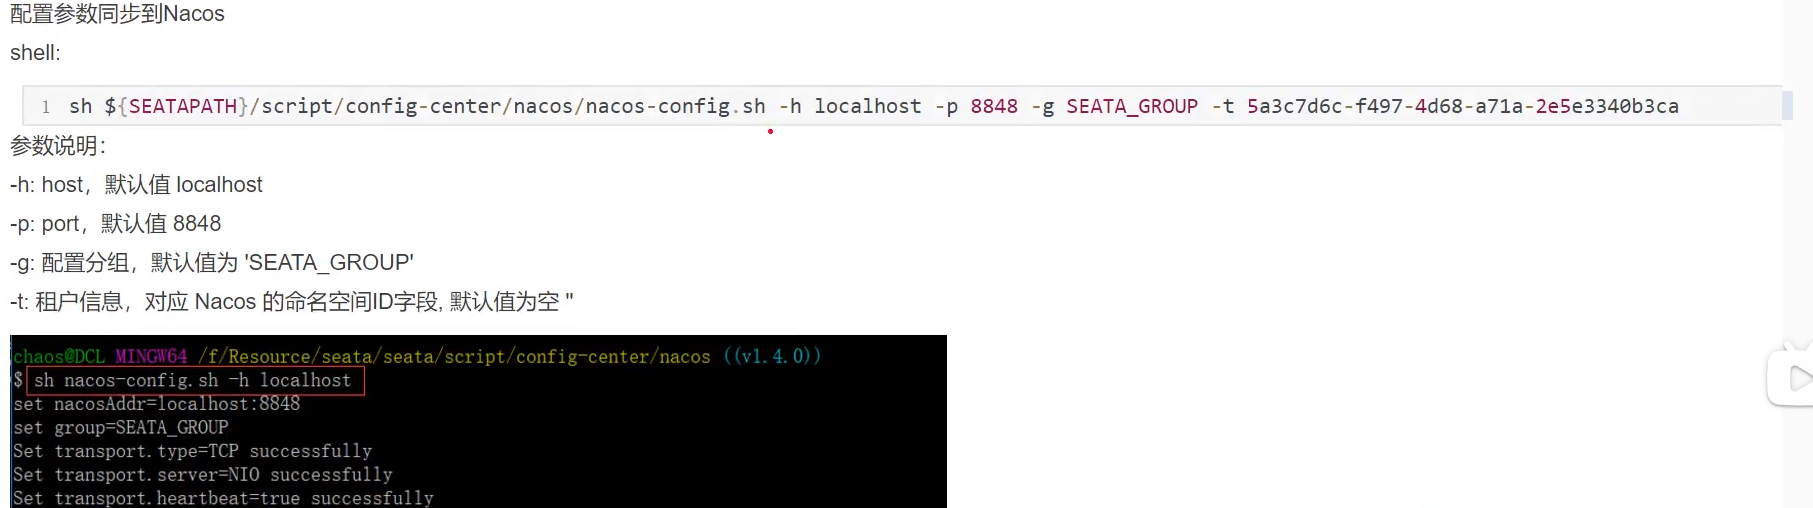 配置参数同步到Nacos
shell:
1 sh ${SEATAPATH}/script/config-center/nacos/nacos-config.sh -h localhost -p 8848 -g SEATA_GROUP -t 5a3c7d6c-f497-4d68-a71a-2e5e3340b3ca
参数说明：
-h: host，默认值 localhost
-p: port，默认值 8848
-g: 配置分组，默认值为 'SEATA_GROUP'
-t: 租户信息，对应 Nacos 的命名空间ID字段, 默认值为空 ''
chaos@DCL MINGW64 /f/Resource/seata/seata/script/config-center/nacos ((v1.4.0))
$ sh nacos-config.sh -h localhost
set nacosAddr=localhost:8848
set group=SEATA_GROUP
Set transport.type=TCP successfully
Set transport.server=NIO successfully
Set transport.heartbeat=true successfully